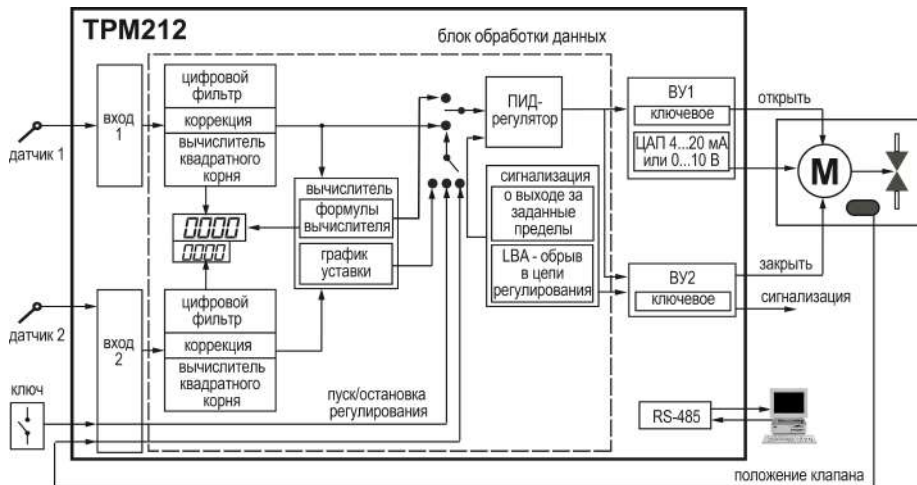 ТРМ212
блок обработки данных
датчик 1
вход
1
цифровой
фильтр
коррекция
вычислитель
квадратного
корня
0000
0000
вычислитель
формулы
вычислителя
график
уставки
ПИД-
регулятор
сигнализация
о выходе за
заданные
пределы
LBA - обрыв
в цепи
регулирования
ВУ1
ключевое
ЦАП 4...20 мА
или 0...10 В
открыть
М
закрыть
ВУ2
ключевое
сигнализация
датчик 2
вход
2
цифровой
фильтр
коррекция
вычислитель
квадратного
корня
ключ
пуск/остановка
регулирования
RS-485
положение клапана